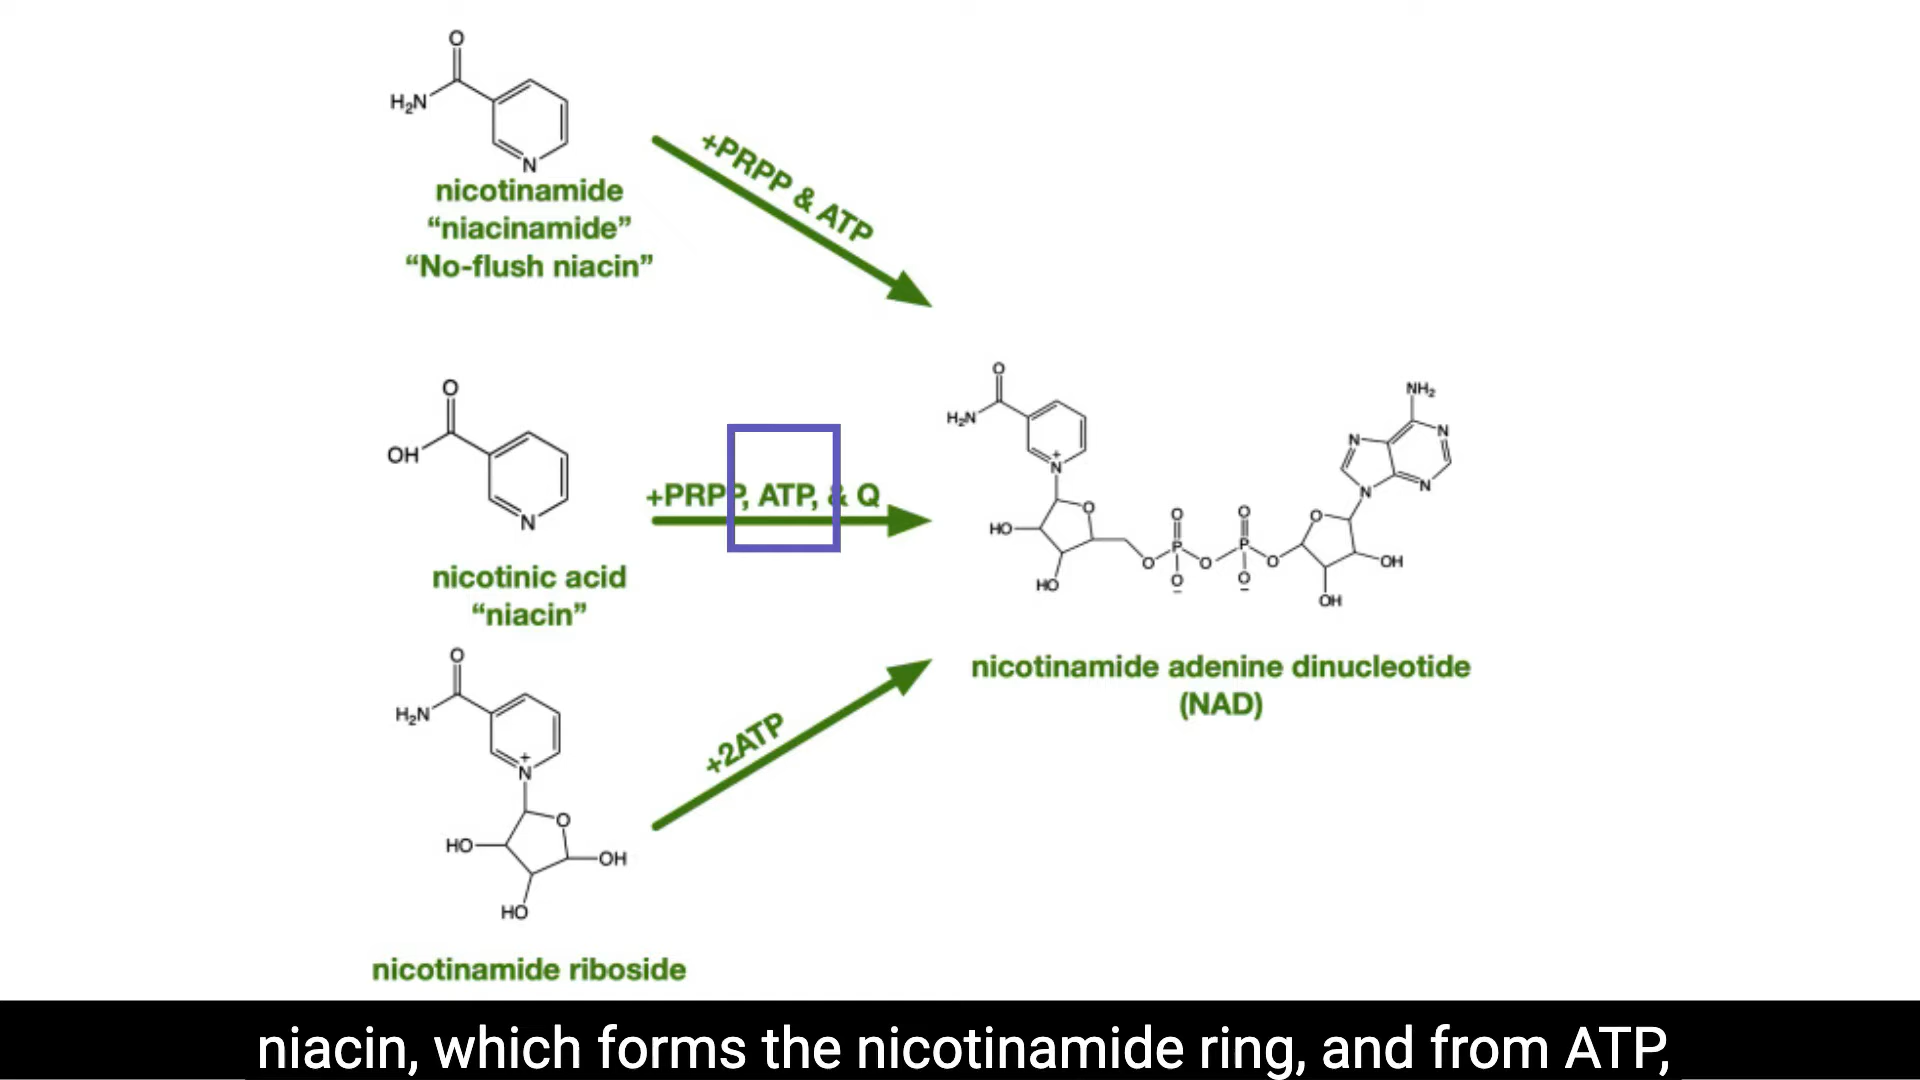 O
H₂N
N
nicotinamide
“niacinamide”
“No-flush niacin”
+PRPP & ATP
O
OH
N
+PRPP, ATP, & Q
nicotinic acid
“niacin”
O
H₂N
+
N
O
HO
OH
HO
nicotinamide riboside
+2ATP
O
H₂N
+
N
O
HO
HO
O
O
P
O
−
O
O
P
O
−
O
O
OH
OH
NH₂
N
N
N
N
nicotinamide adenine dinucleotide
(NAD)
niacin, which forms the nicotinamide ring, and from ATP,